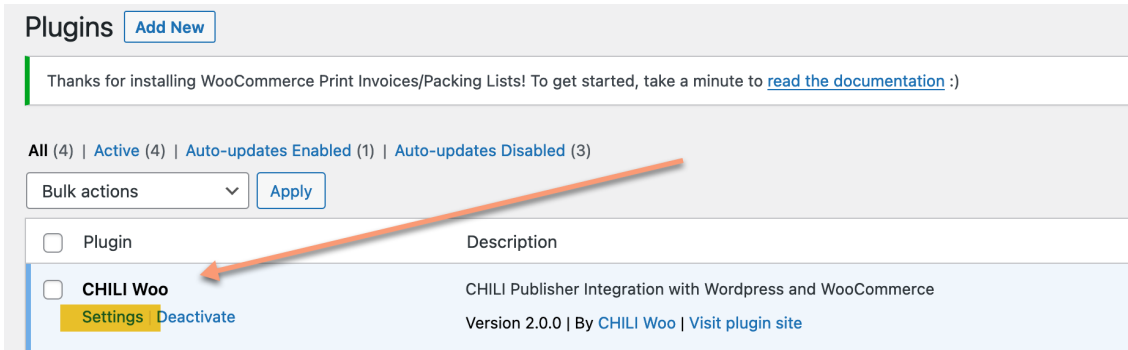 Plugins Add New
Thanks for installing WooCommerce Print Invoices/Packing Lists! To get started, take a minute to read the documentation :)
All (4) | Active (4) | Auto-updates Enabled (1) | Auto-updates Disabled (3)
Bulk actions Apply
Plugin Description
CHILI Woo CHILI Publisher Integration with Wordpress and WooCommerce
Settings | Deactivate Version 2.0.0 | By CHILI Woo | Visit plugin site